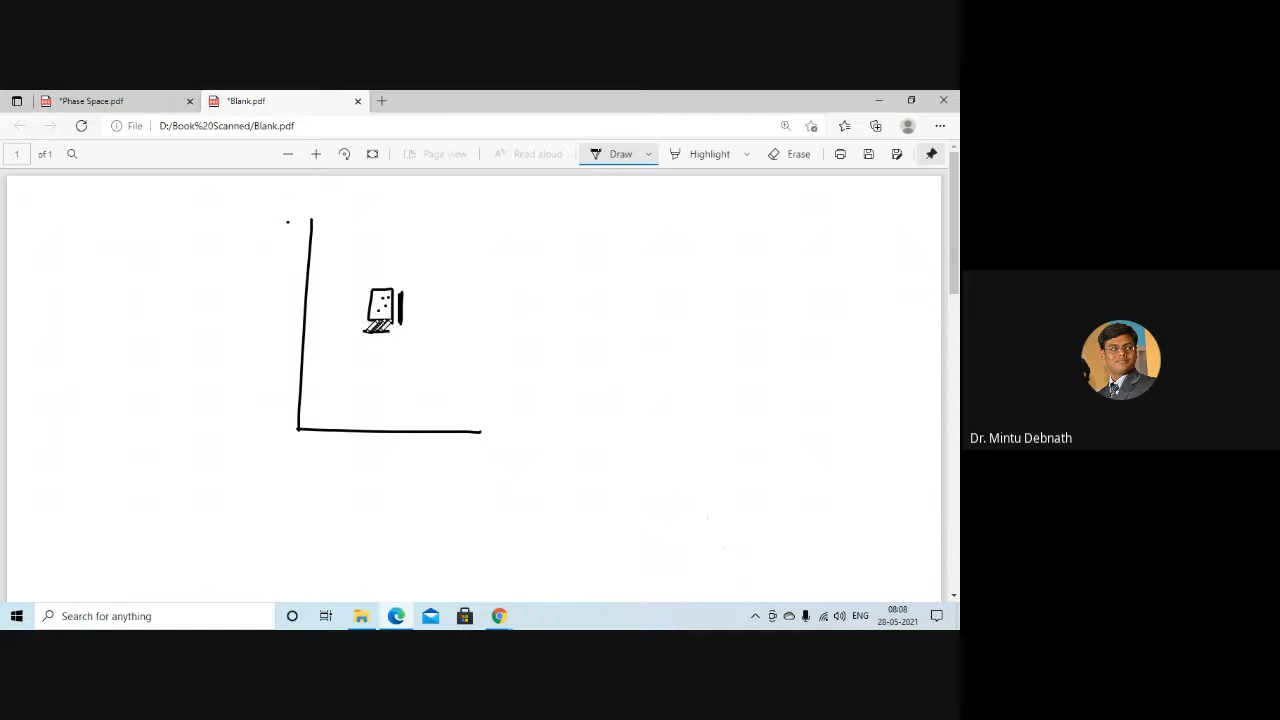 *Phase Space.pdf
*Blank.pdf
File D:/Book%20Scanned/Blank.pdf
1 of 1
Page view
Read aloud
Draw
Highlight
Erase
Dr. Mintu Debnath
Search for anything
ENG
08:08
28-05-2021